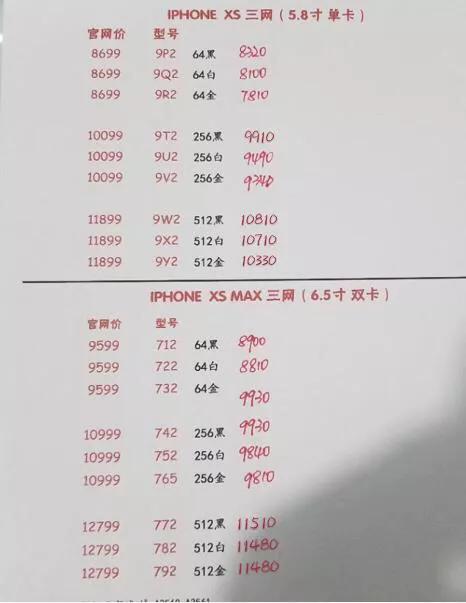 IPHONE XS 三网（5.8寸 单卡）
官网价 型号
8699 9P2 64黑 8320
8699 9Q2 64白 8100
8699 9R2 64金 7810
10099 9T2 256黑 9910
10099 9U2 256白 9490
10099 9V2 256金 9340
11899 9W2 512黑 10810
11899 9X2 512白 10710
11899 9Y2 512金 10330
IPHONE XS MAX 三网（6.5寸 双卡）
官网价 型号
9599 712 64黑 8900
9599 722 64白 8810
9599 732 64金 9930
10999 742 256黑 9930
10999 752 256白 9840
10999 765 256金 9810
12799 772 512黑 11510
12799 782 512白 11480
12799 792 512金 11480